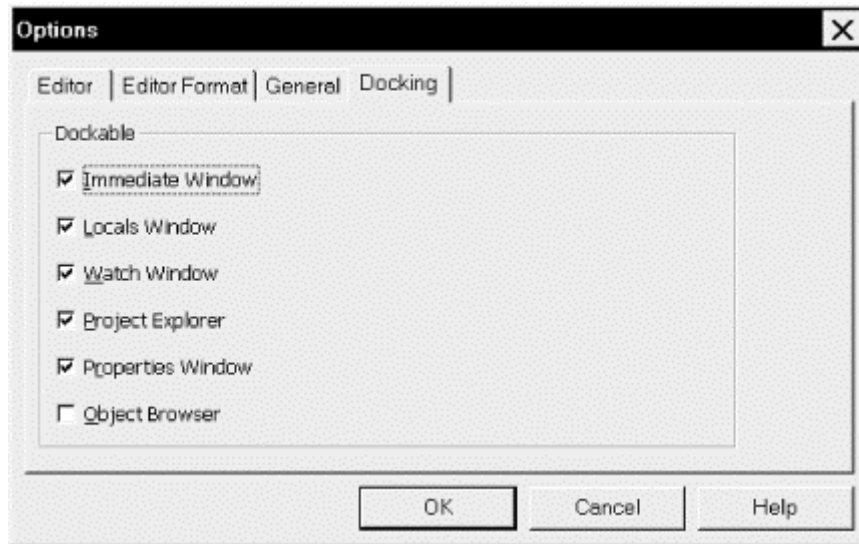 Options
Editor Editor Format General Docking
Dockable
Immediate Window
Locals Window
Watch Window
Project Explorer
Properties Window
Object Browser
OK Cancel Help